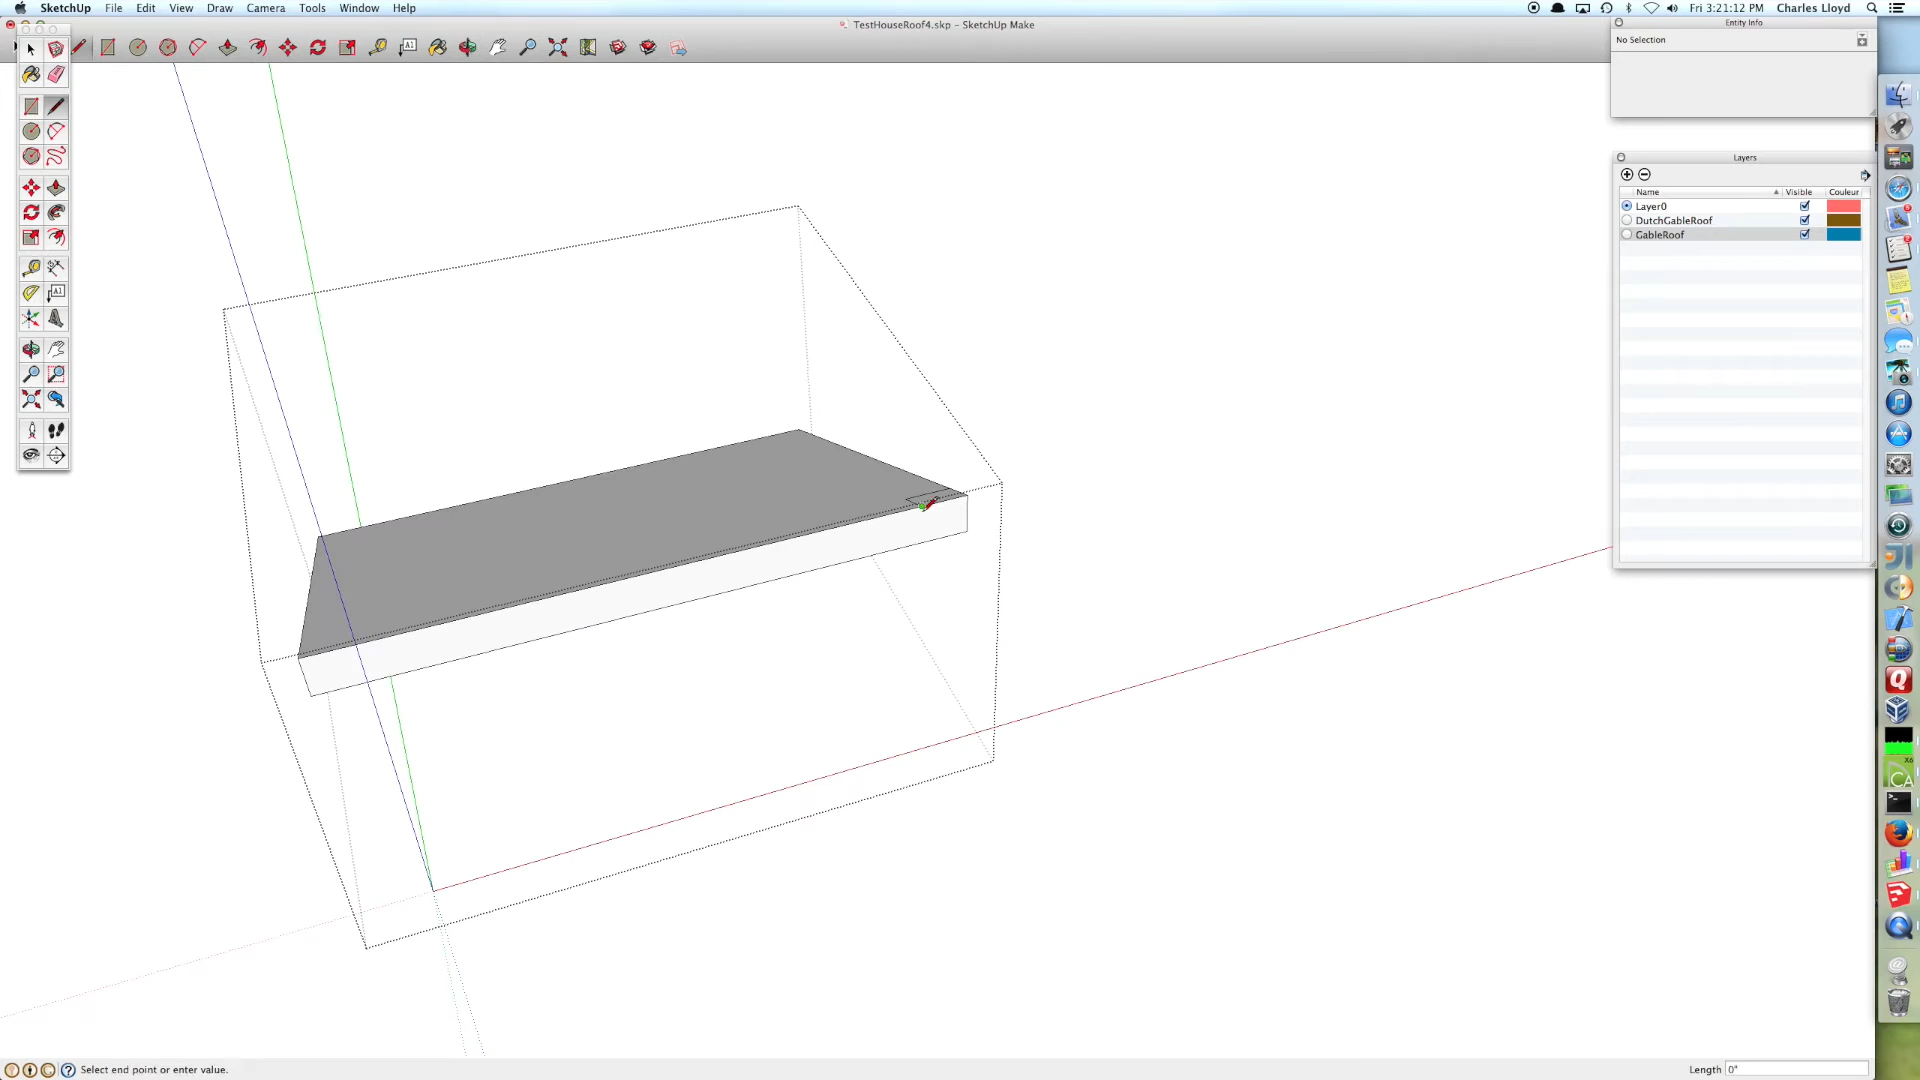 SketchUp File Edit View Draw Camera Tools Window Help
Fri 3:21:12 PM Charles Lloyd
TestHouseRoof4.skp – SketchUp Make
Entity Info
No Selection
A1
Layers
Name Visible Couleur
Layer0
DutchGableRoof
GableRoof
A1
Select end point or enter value.
Length 0"